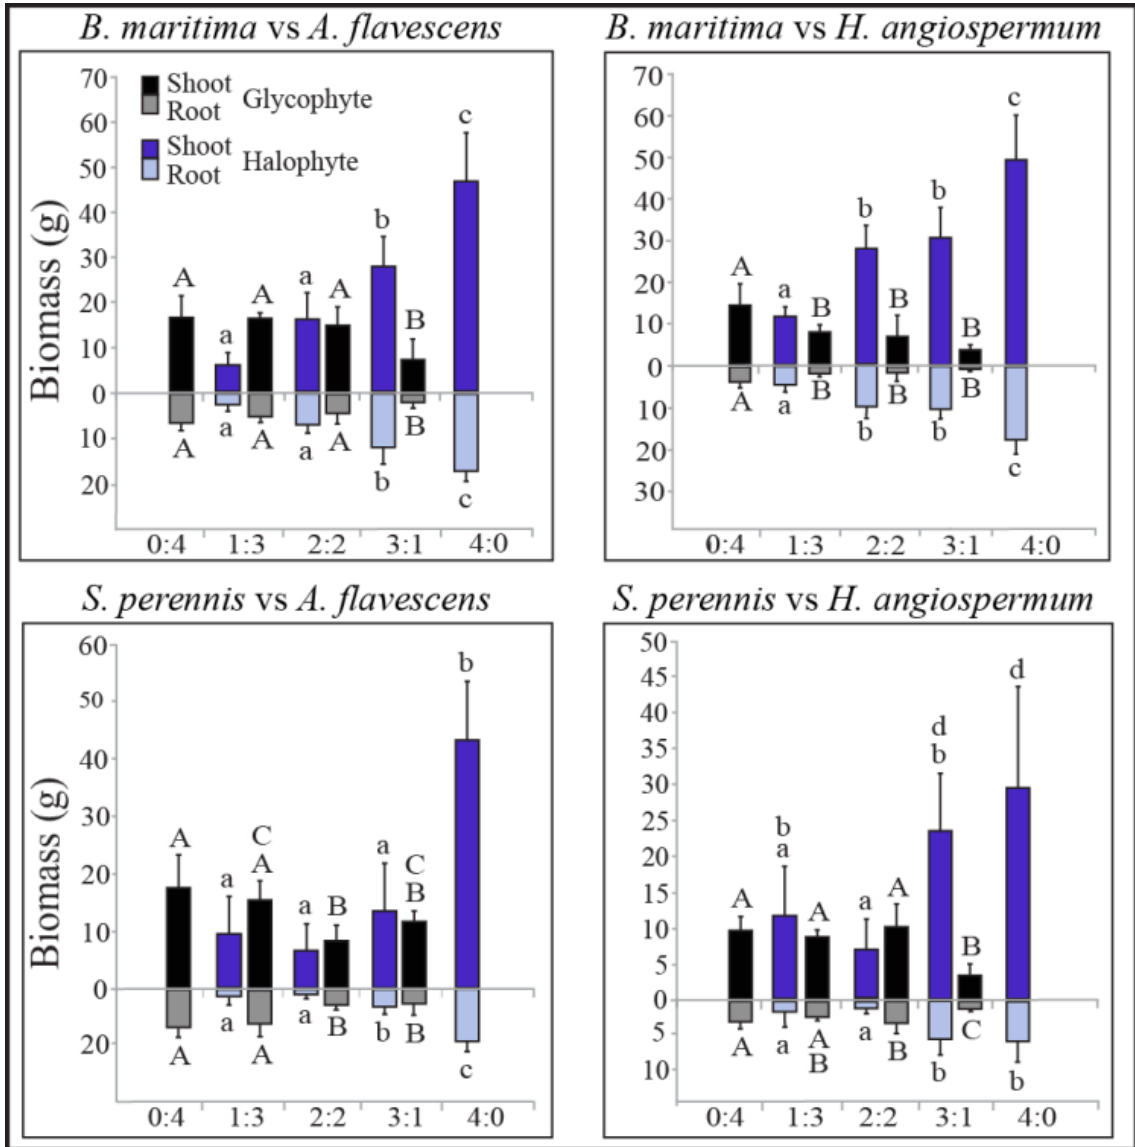 B. maritima vs A. flavescens
70
60
50
40
30
20
10
0
10
20
Biomass (g)
Shoot
Root
Glycophyte
Shoot
Root
Halophyte
A
a
A
a
A
b
B
c
A
a
A
a
A
b
B
c
0:4 1:3 2:2 3:1 4:0
B. maritima vs H. angiospermum
70
60
50
40
30
20
10
0
10
20
30
A
a
B
b
B
b
B
c
A
a
B
b
B
b
B
c
0:4 1:3 2:2 3:1 4:0
S. perennis vs A. flavescens
60
50
40
30
20
10
0
20
Biomass (g)
A
a
C
A
a
B
a
C
B
b
A
a
A
a
B
b
B
c
0:4 1:3 2:2 3:1 4:0
S. perennis vs H. angiospermum
50
45
40
35
30
25
20
15
10
5
0
5
10
A
b
a
A
a
A
d
b
B
d
A
a
A
B
a
B
b
C
b
0:4 1:3 2:2 3:1 4:0